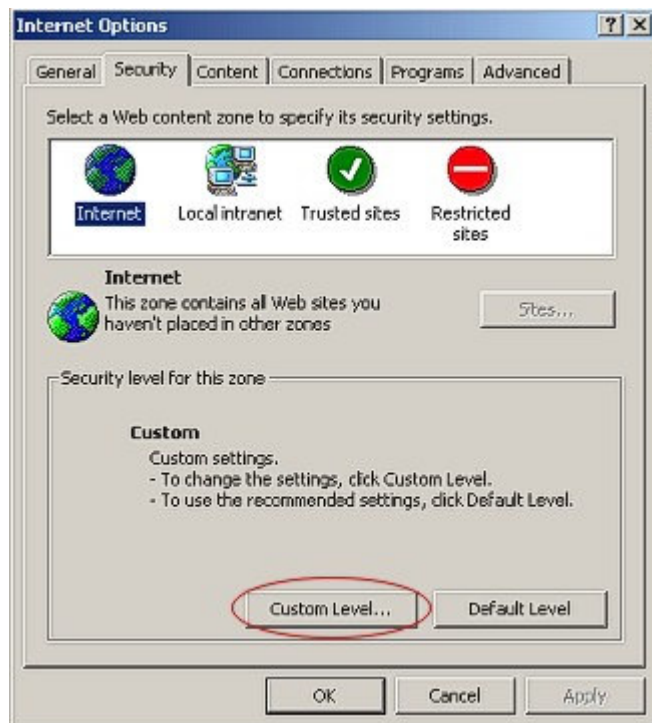 Internet Options
General Security Content Connections Programs Advanced
Select a Web content zone to specify its security settings.
Internet Local intranet Trusted sites Restricted
sites
Internet
This zone contains all Web sites you
haven't placed in other zones
Sites...
Security level for this zone
Custom
Custom settings.
- To change the settings, click Custom Level.
- To use the recommended settings, click Default Level.
Custom Level... Default Level
OK Cancel Apply